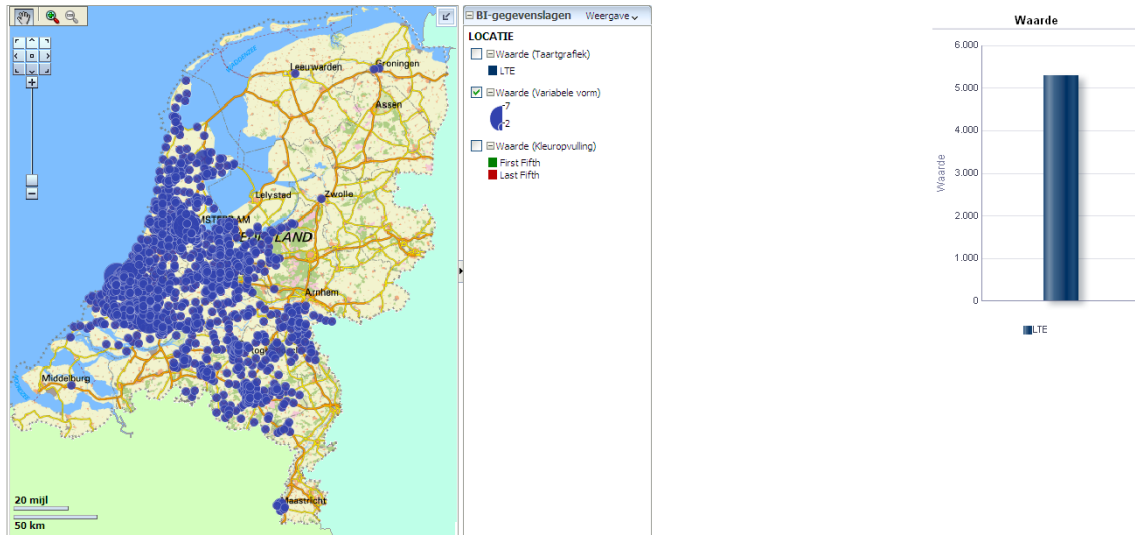 BI-gegevenslagen Weergave
LOCATIE
Waarde (Taartgrafiek)
LTE
Waarde (Variabele vorm)
-7
-2
Waarde (Kleuropvulling)
First Fifth
Last Fifth
Leeuwarden
Groningen
Assen
Lelystad
Zwolle
MSTERDAM
LAND
Arnhem
Middelburg
Maastricht
20 mijl
50 km
Waarde
6.000
5.000
4.000
3.000
2.000
1.000
0
Waarde
LTE